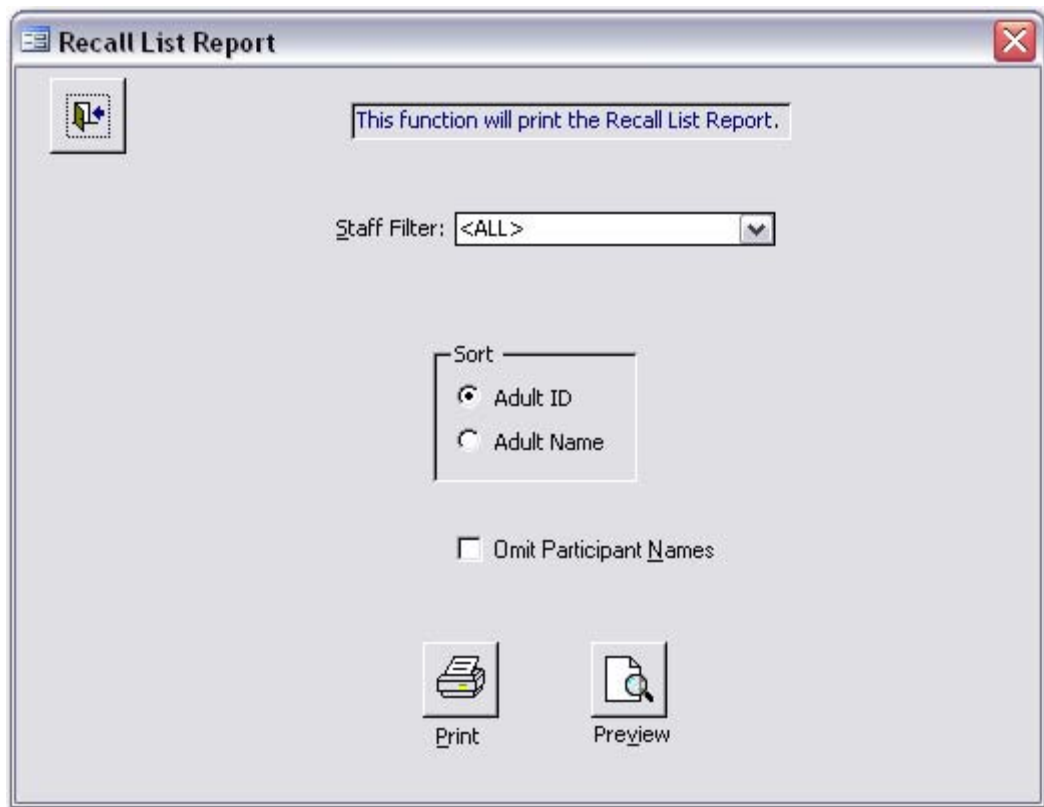 Recall List Report
This function will print the Recall List Report.
Staff Filter: <ALL>
Sort
Adult ID
Adult Name
Omit Participant Names
Print Preview